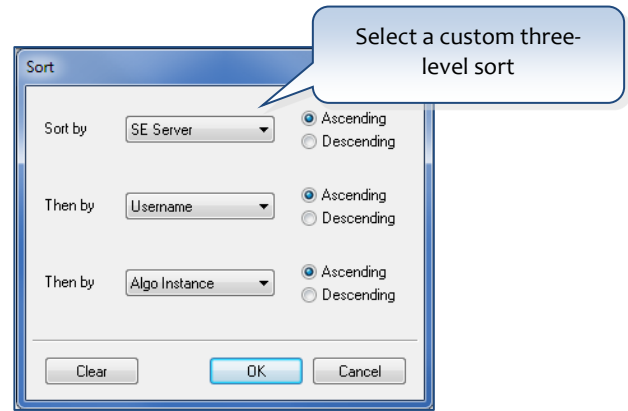 Select a custom three-
level sort
Sort
Sort by
SE Server
Ascending
Descending
Then by
Username
Ascending
Descending
Then by
Algo Instance
Ascending
Descending
Clear
OK
Cancel